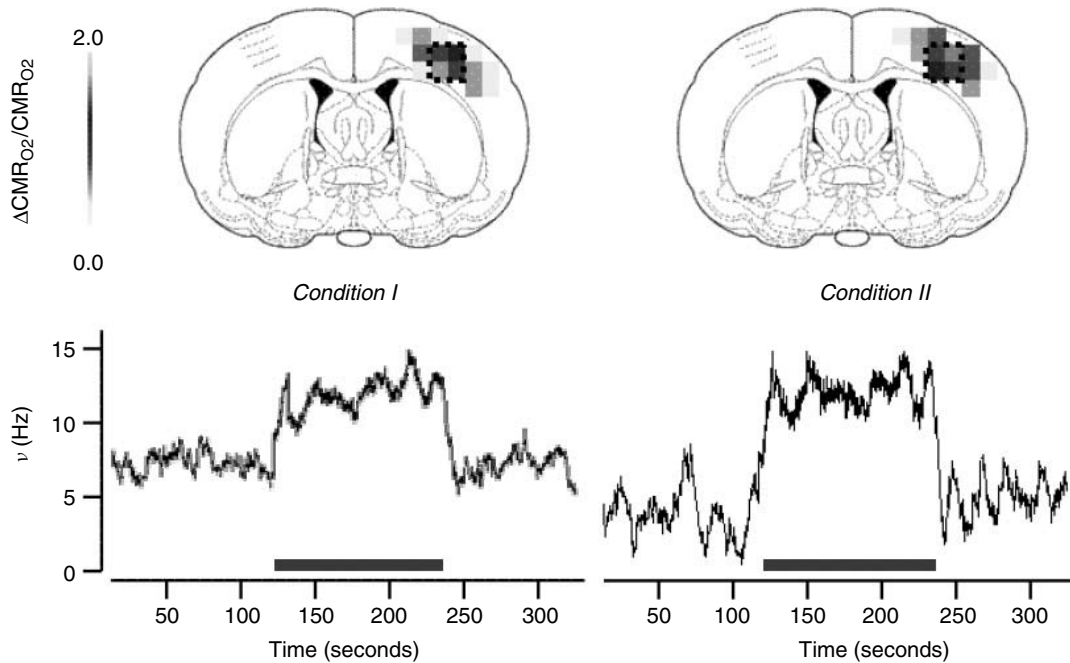 2.0
ΔCMRO2/CMRO2
0.0
Condition I
Condition II
15
10
5
0
ν (Hz)
50 100 150 200 250 300
50 100 150 200 250 300
Time (seconds)
Time (seconds)